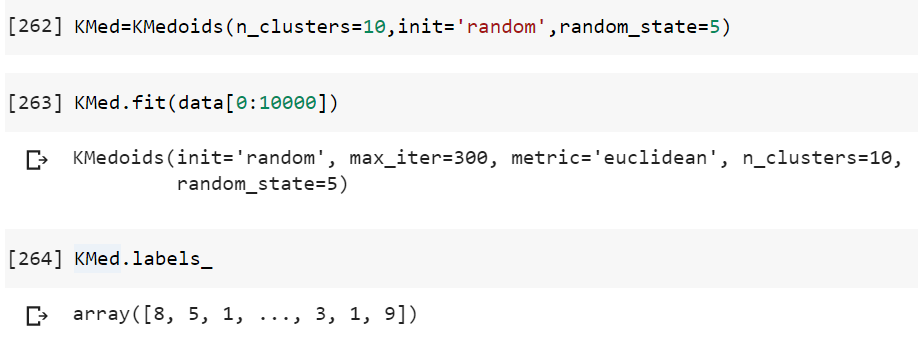 [262] KMed=KMedoids(n_clusters=10,init='random',random_state=5)
[263] KMed.fit(data[0:10000])
KMedoids(init='random', max_iter=300, metric='euclidean', n_clusters=10,
random_state=5)
[264] KMed.labels_
array([8, 5, 1, ..., 3, 1, 9])